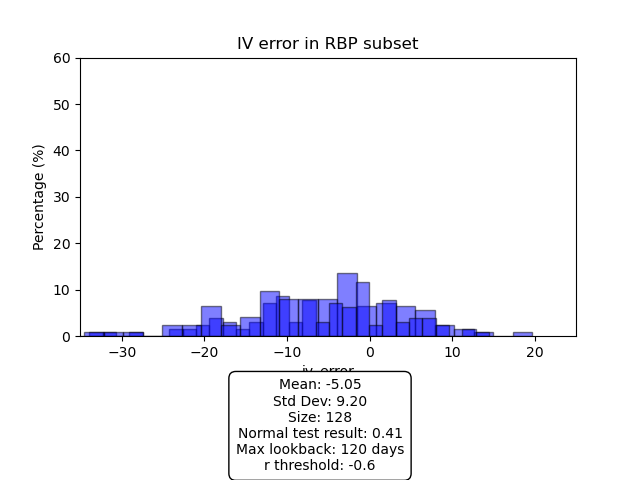 IV error in RBP subset
Percentage (%)
60
50
40
30
20
10
0
−30
−20
−10
0
10
20
iv_error
Mean: -5.05
Std Dev: 9.20
Size: 128
Normal test result: 0.41
Max lookback: 120 days
r threshold: -0.6